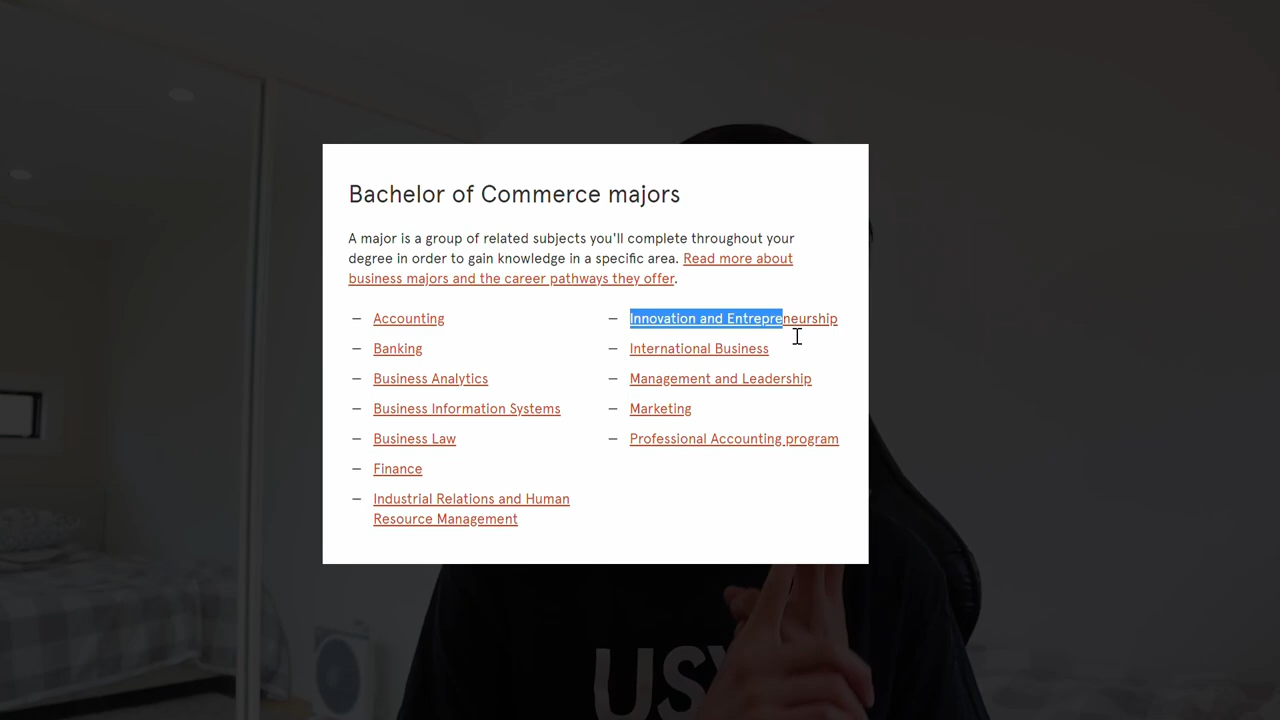 Bachelor of Commerce majors
A major is a group of related subjects you'll complete throughout your
degree in order to gain knowledge in a specific area. Read more about
business majors and the career pathways they offer.
– Accounting
– Banking
– Business Analytics
– Business Information Systems
– Business Law
– Finance
– Industrial Relations and Human
Resource Management
– Innovation and Entrepreneurship
– International Business
– Management and Leadership
– Marketing
– Professional Accounting program